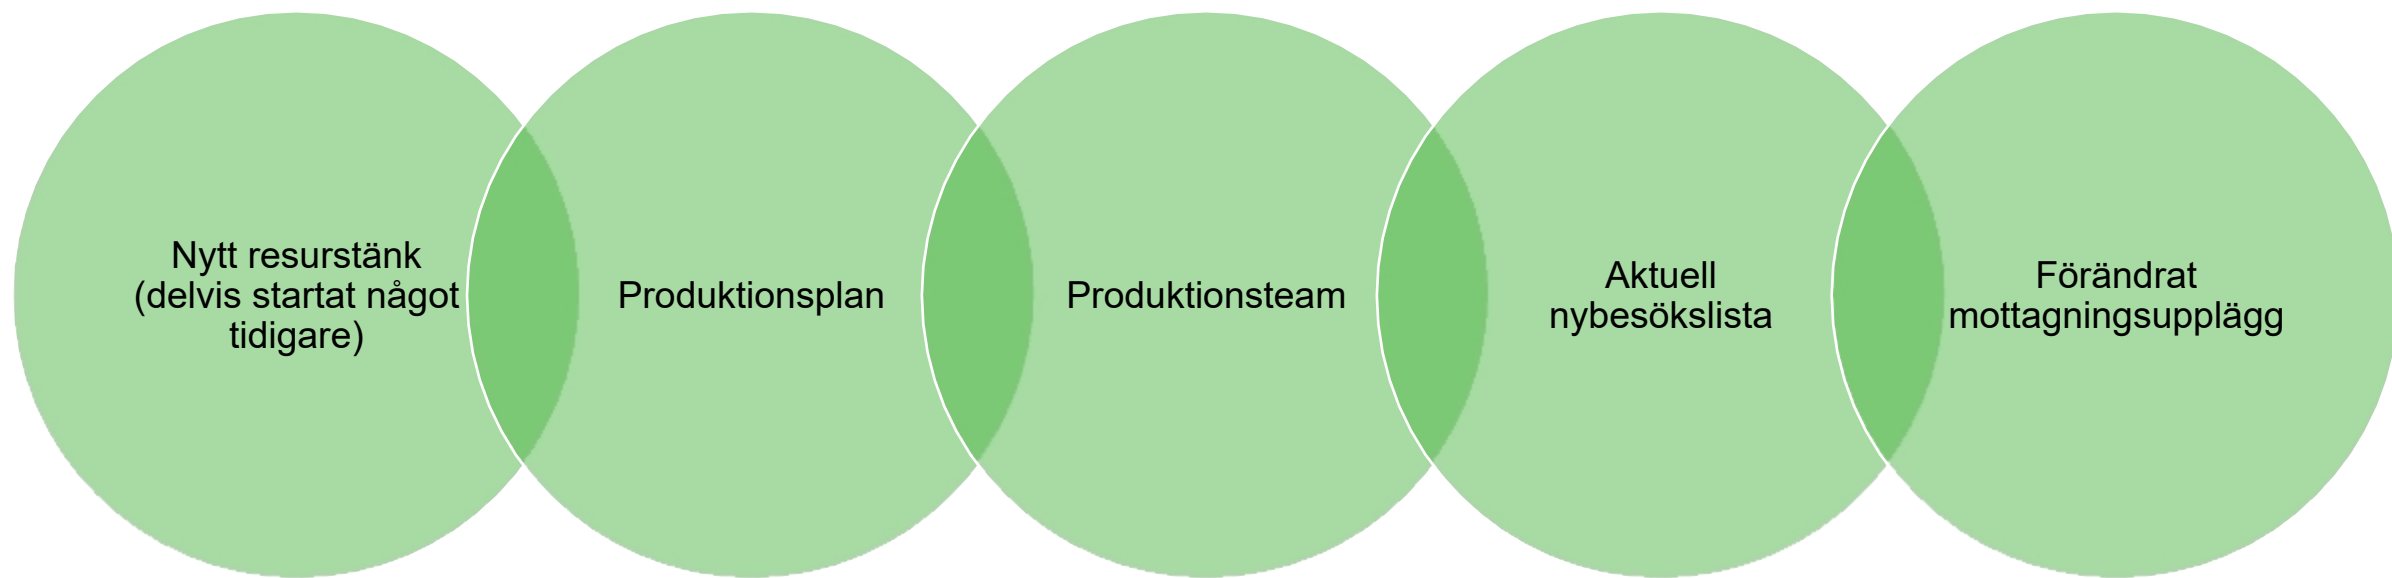 Nytt resurstänk
(delvis startat något
tidigare)
Produktionsplan
Produktionsteam
Aktuell
nybesökslista
Förändrat
mottagningsupplägg